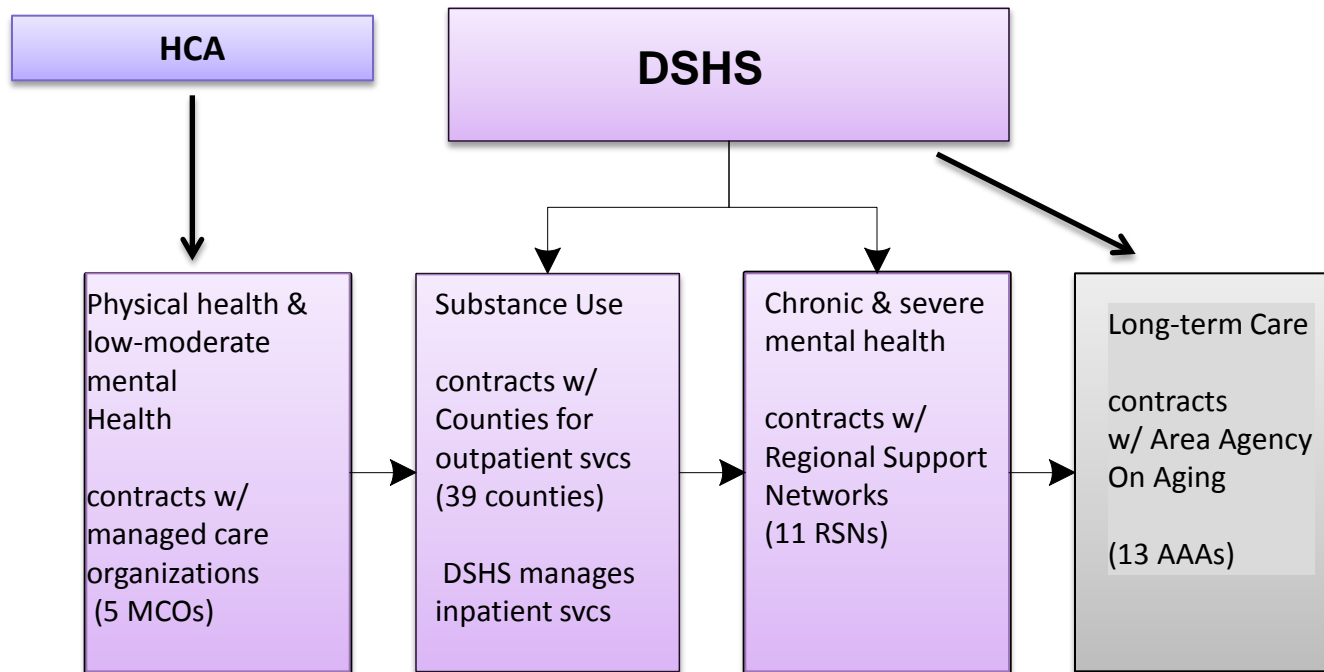 HCA
DSHS
Physical health &
low-moderate
mental
Health
contracts w/
managed care
organizations
(5 MCOs)
Substance Use
contracts w/
Counties for
outpatient svcs
(39 counties)
DSHS manages
inpatient svcs
Chronic & severe
mental health
contracts w/
Regional Support
Networks
(11 RSNs)
Long-term Care
contracts
w/ Area Agency
On Aging
(13 AAAs)